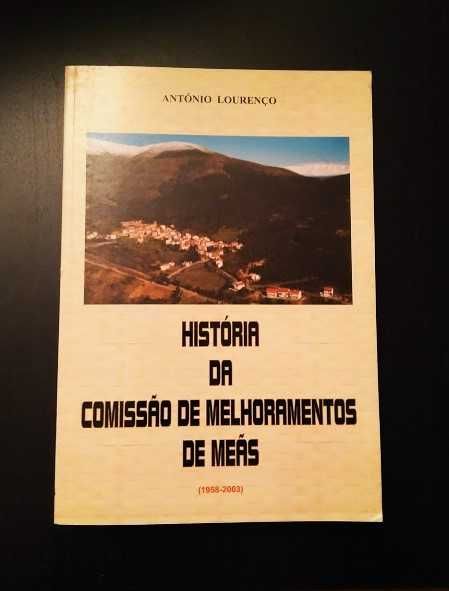 ANTÓNIO LOURENÇO
HISTÓRIA
DA
COMISSÃO DE MELHORAMENTOS
DE MEÃS
(1958-2003)